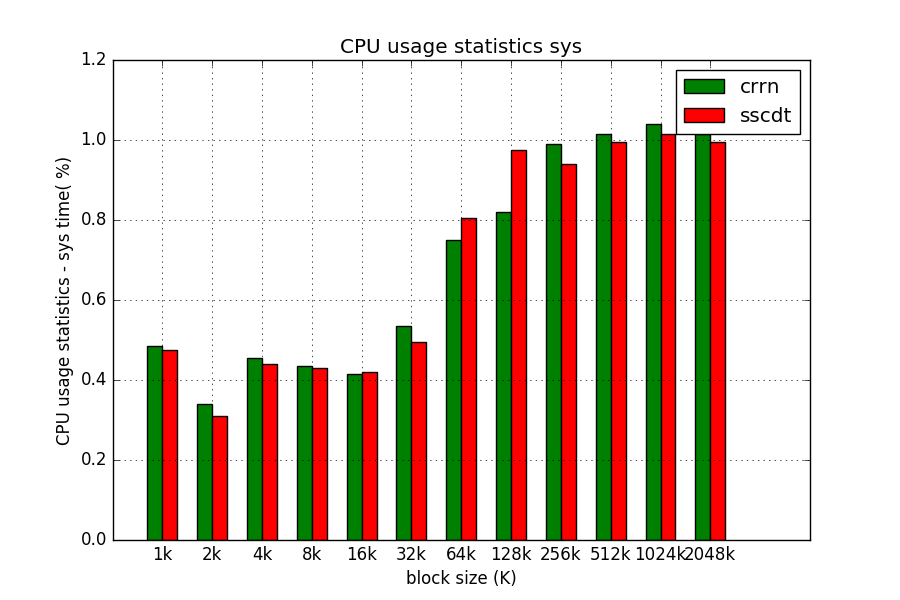 CPU usage statistics sys
1.2
1.0
0.8
0.6
0.4
0.2
0.0
CPU usage statistics - sys time( %)
crrn
sscdt
1k 2k 4k 8k 16k 32k 64k 128k 256k 512k 1024k 2048k
block size (K)